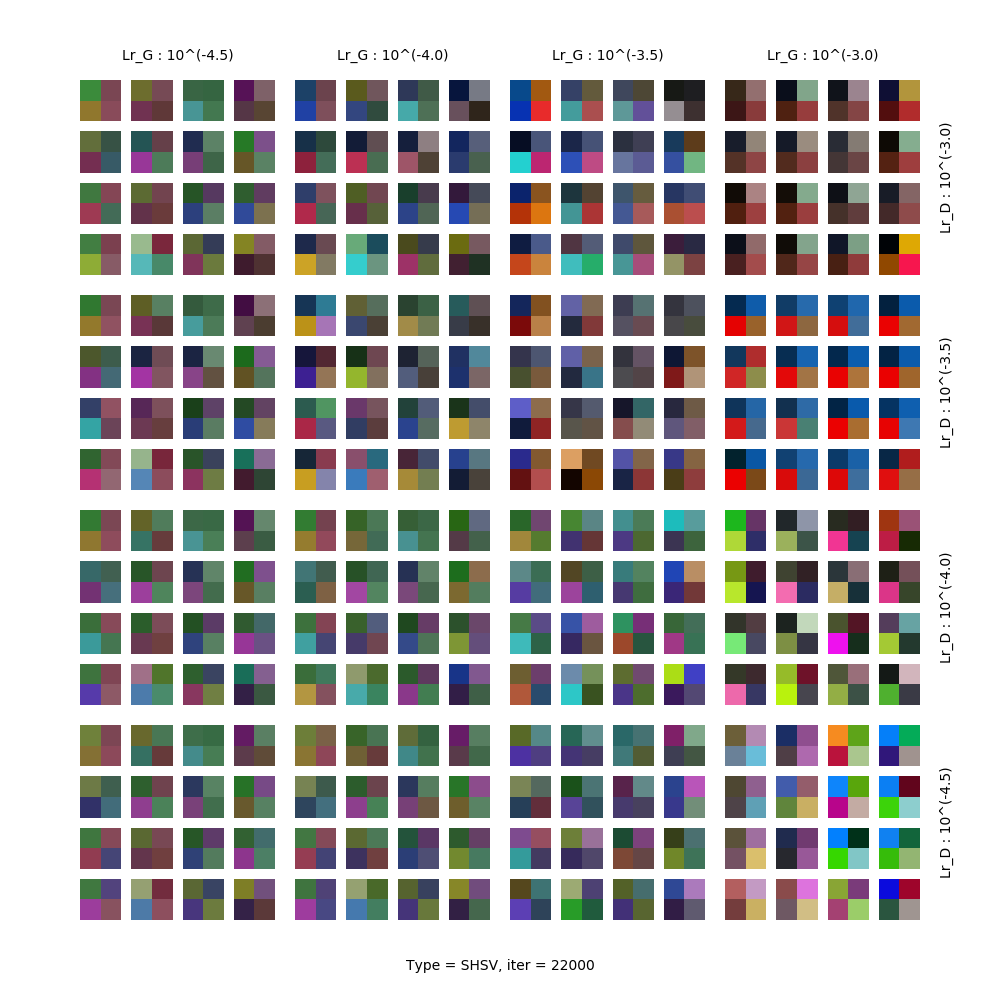 Lr_G : 10^(-4.5)
Lr_G : 10^(-4.0)
Lr_G : 10^(-3.5)
Lr_G : 10^(-3.0)
Lr_D : 10^(-3.0)
Lr_D : 10^(-3.5)
Lr_D : 10^(-4.0)
Lr_D : 10^(-4.5)
Type = SHSV, iter = 22000